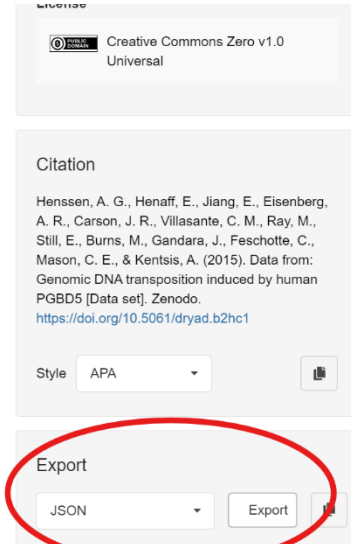 License
PUBLIC
DOMAIN
Creative Commons Zero v1.0
Universal
Citation
Henssen, A. G., Henaff, E., Jiang, E., Eisenberg,
A. R., Carson, J. R., Villasante, C. M., Ray, M.,
Still, E., Burns, M., Gandara, J., Feschotte, C.,
Mason, C. E., & Kentsis, A. (2015). Data from:
Genomic DNA transposition induced by human
PGBD5 [Data set]. Zenodo.
https://doi.org/10.5061/dryad.b2hc1
Style APA
Export
JSON Export